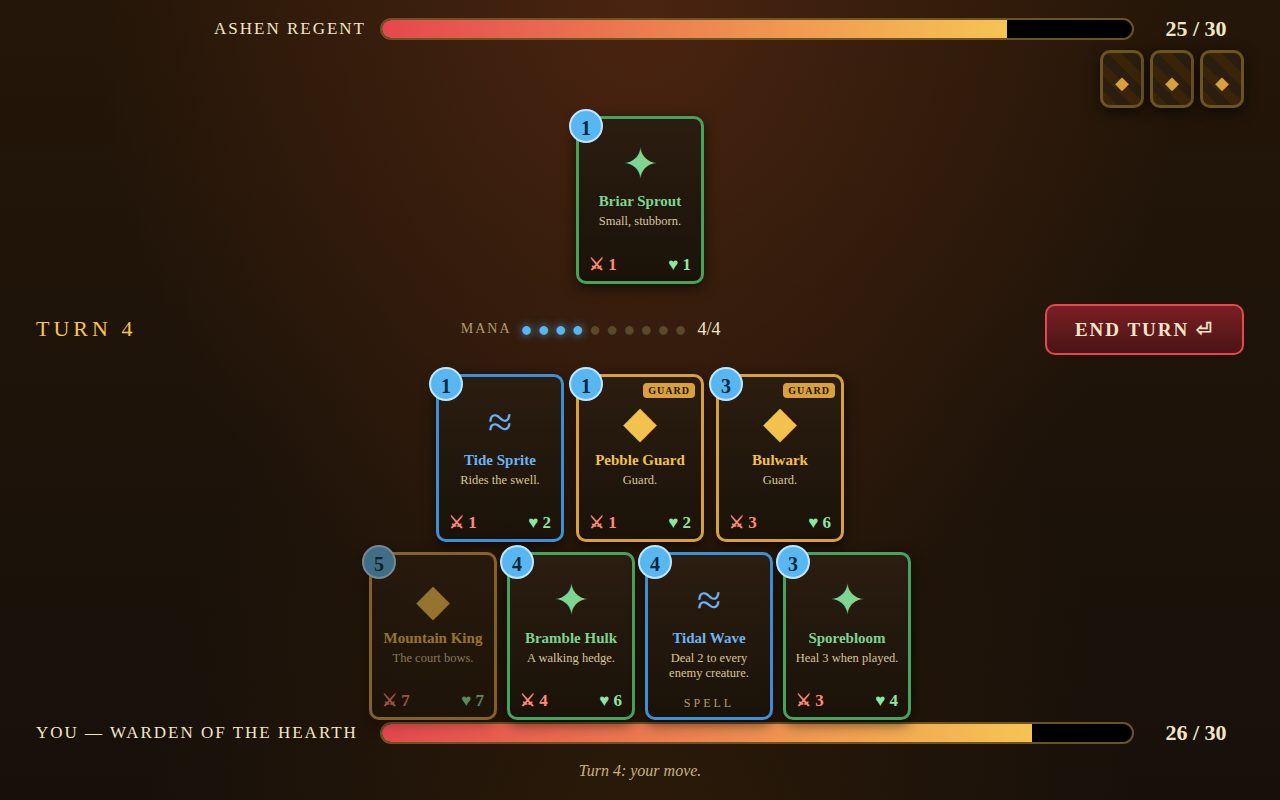 ASHEN REGENT 25 / 30
1
Briar Sprout
Small, stubborn.
⚔ 1 ♥ 1
TURN 4
MANA 4/4
END TURN ⏎
1
Tide Sprite
Rides the swell.
⚔ 1 ♥ 2
1
GUARD
Pebble Guard
Guard.
⚔ 1 ♥ 2
3
GUARD
Bulwark
Guard.
⚔ 3 ♥ 6
5
Mountain King
The court bows.
⚔ 7 ♥ 7
4
Bramble Hulk
A walking hedge.
⚔ 4 ♥ 6
4
Tidal Wave
Deal 2 to every
enemy creature.
SPELL
3
Sporebloom
Heal 3 when played.
⚔ 3 ♥ 4
YOU — WARDEN OF THE HEARTH 26 / 30
Turn 4: your move.